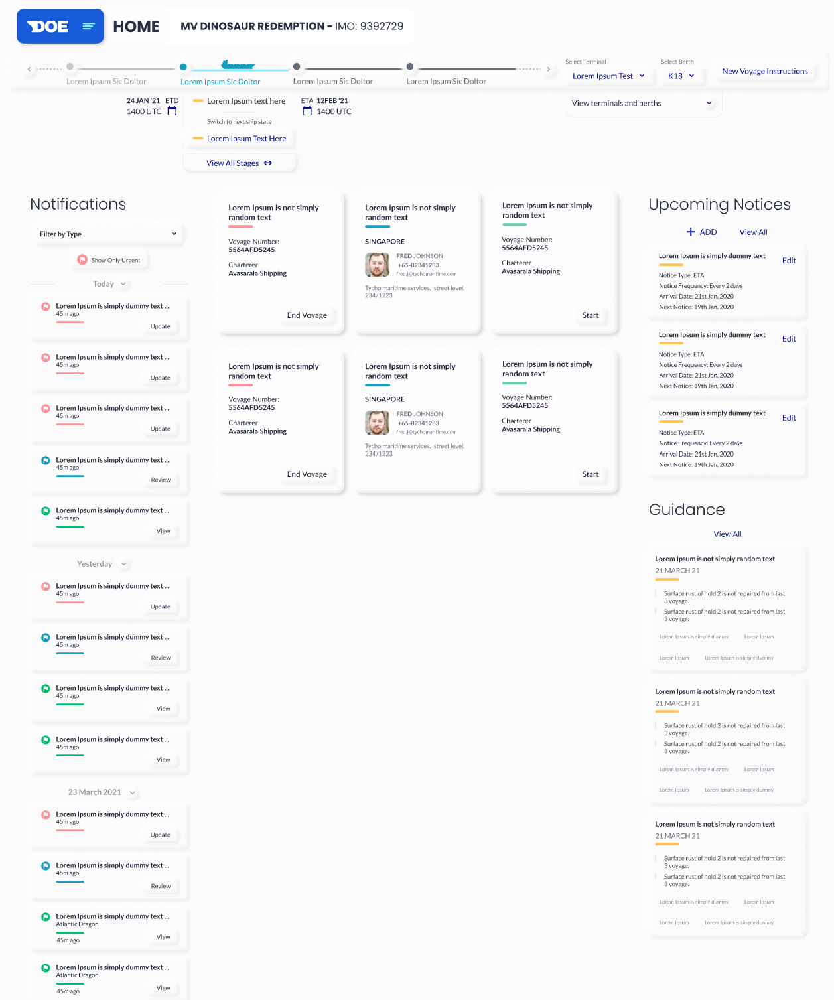 DOE
HOME
MV DINOSAUR REDEMPTION - IMO: 9392729
Lorem Ipsum Sic Doltor
Lorem Ipsum Sic Doltor
Lorem Ipsum Sic Doltor
Lorem Ipsum Sic Doltor
Select Terminal
Lorem Ipsum Test
Select Berth
K18
New Voyage Instructions
View terminals and berths
24 JAN '21 ETD
1400 UTC
Lorem Ipsum text here
Switch to next ship state
Lorem Ipsum Text Here
View All Stages
ETA 12FEB '21
1400 UTC
Notifications
Filter by Type
Show Only Urgent
Today
Lorem Ipsum is simply dummy text ...
45m ago
Update
Lorem Ipsum is simply dummy text ...
45m ago
Update
Lorem Ipsum is simply dummy text ...
45m ago
Update
Lorem Ipsum is simply dummy text ...
45m ago
Review
Lorem Ipsum is simply dummy text ...
45m ago
View
Yesterday
Lorem Ipsum is simply dummy text ...
45m ago
Update
Lorem Ipsum is simply dummy text ...
45m ago
Review
Lorem Ipsum is simply dummy text ...
45m ago
View
Lorem Ipsum is simply dummy text ...
45m ago
View
23 March 2021
Lorem Ipsum is simply dummy text ...
45m ago
Update
Lorem Ipsum is simply dummy text ...
45m ago
Review
Lorem Ipsum is simply dummy text ...
Atlantic Dragon
45m ago
View
Lorem Ipsum is simply dummy text ...
Atlantic Dragon
45m ago
View
Lorem Ipsum is not simply
random text
Voyage Number:
5564AFD5245
Charterer
Avasarala Shipping
End Voyage
Lorem Ipsum is not simply
random text
SINGAPORE
FRED JOHNSON
+65-82341283
fred.j@tychomaritime.com
Tycho maritime services, street level,
234/1223
Lorem Ipsum is not simply
random text
Voyage Number:
5564AFD5245
Charterer
Avasarala Shipping
Start
Lorem Ipsum is not simply
random text
Voyage Number:
5564AFD5245
Charterer
Avasarala Shipping
End Voyage
Lorem Ipsum is not simply
random text
SINGAPORE
FRED JOHNSON
+65-82341283
fred.j@tychomaritime.com
Tycho maritime services, street level,
234/1223
Lorem Ipsum is not simply
random text
Voyage Number:
5564AFD5245
Charterer
Avasarala Shipping
Start
Upcoming Notices
ADD
View All
Lorem Ipsum is simply dummy text
Edit
Notice Type: ETA
Notice Frequency: Every 2 days
Arrival Date: 21st Jan, 2020
Next Notice: 19th Jan, 2020
Lorem Ipsum is simply dummy text
Edit
Notice Type: ETA
Notice Frequency: Every 2 days
Arrival Date: 21st Jan, 2020
Next Notice: 19th Jan, 2020
Lorem Ipsum is simply dummy text
Edit
Notice Type: ETA
Notice Frequency: Every 2 days
Arrival Date: 21st Jan, 2020
Next Notice: 19th Jan, 2020
Guidance
View All
Lorem Ipsum is not simply random text
21 MARCH 21
Surface rust of hold 2 is not repaired from last
3 voyage.
Surface rust of hold 2 is not repaired from last
3 voyage.
Lorem Ipsum is simply dummy
Lorem Ipsum
Lorem Ipsum
Lorem Ipsum is simply dummy
Lorem Ipsum is not simply random text
21 MARCH 21
Surface rust of hold 2 is not repaired from last
3 voyage.
Surface rust of hold 2 is not repaired from last
3 voyage.
Lorem Ipsum is simply dummy
Lorem Ipsum
Lorem Ipsum
Lorem Ipsum is simply dummy
Lorem Ipsum is not simply random text
21 MARCH 21
Surface rust of hold 2 is not repaired from last
3 voyage.
Surface rust of hold 2 is not repaired from last
3 voyage.
Lorem Ipsum is simply dummy
Lorem Ipsum
Lorem Ipsum
Lorem Ipsum is simply dummy